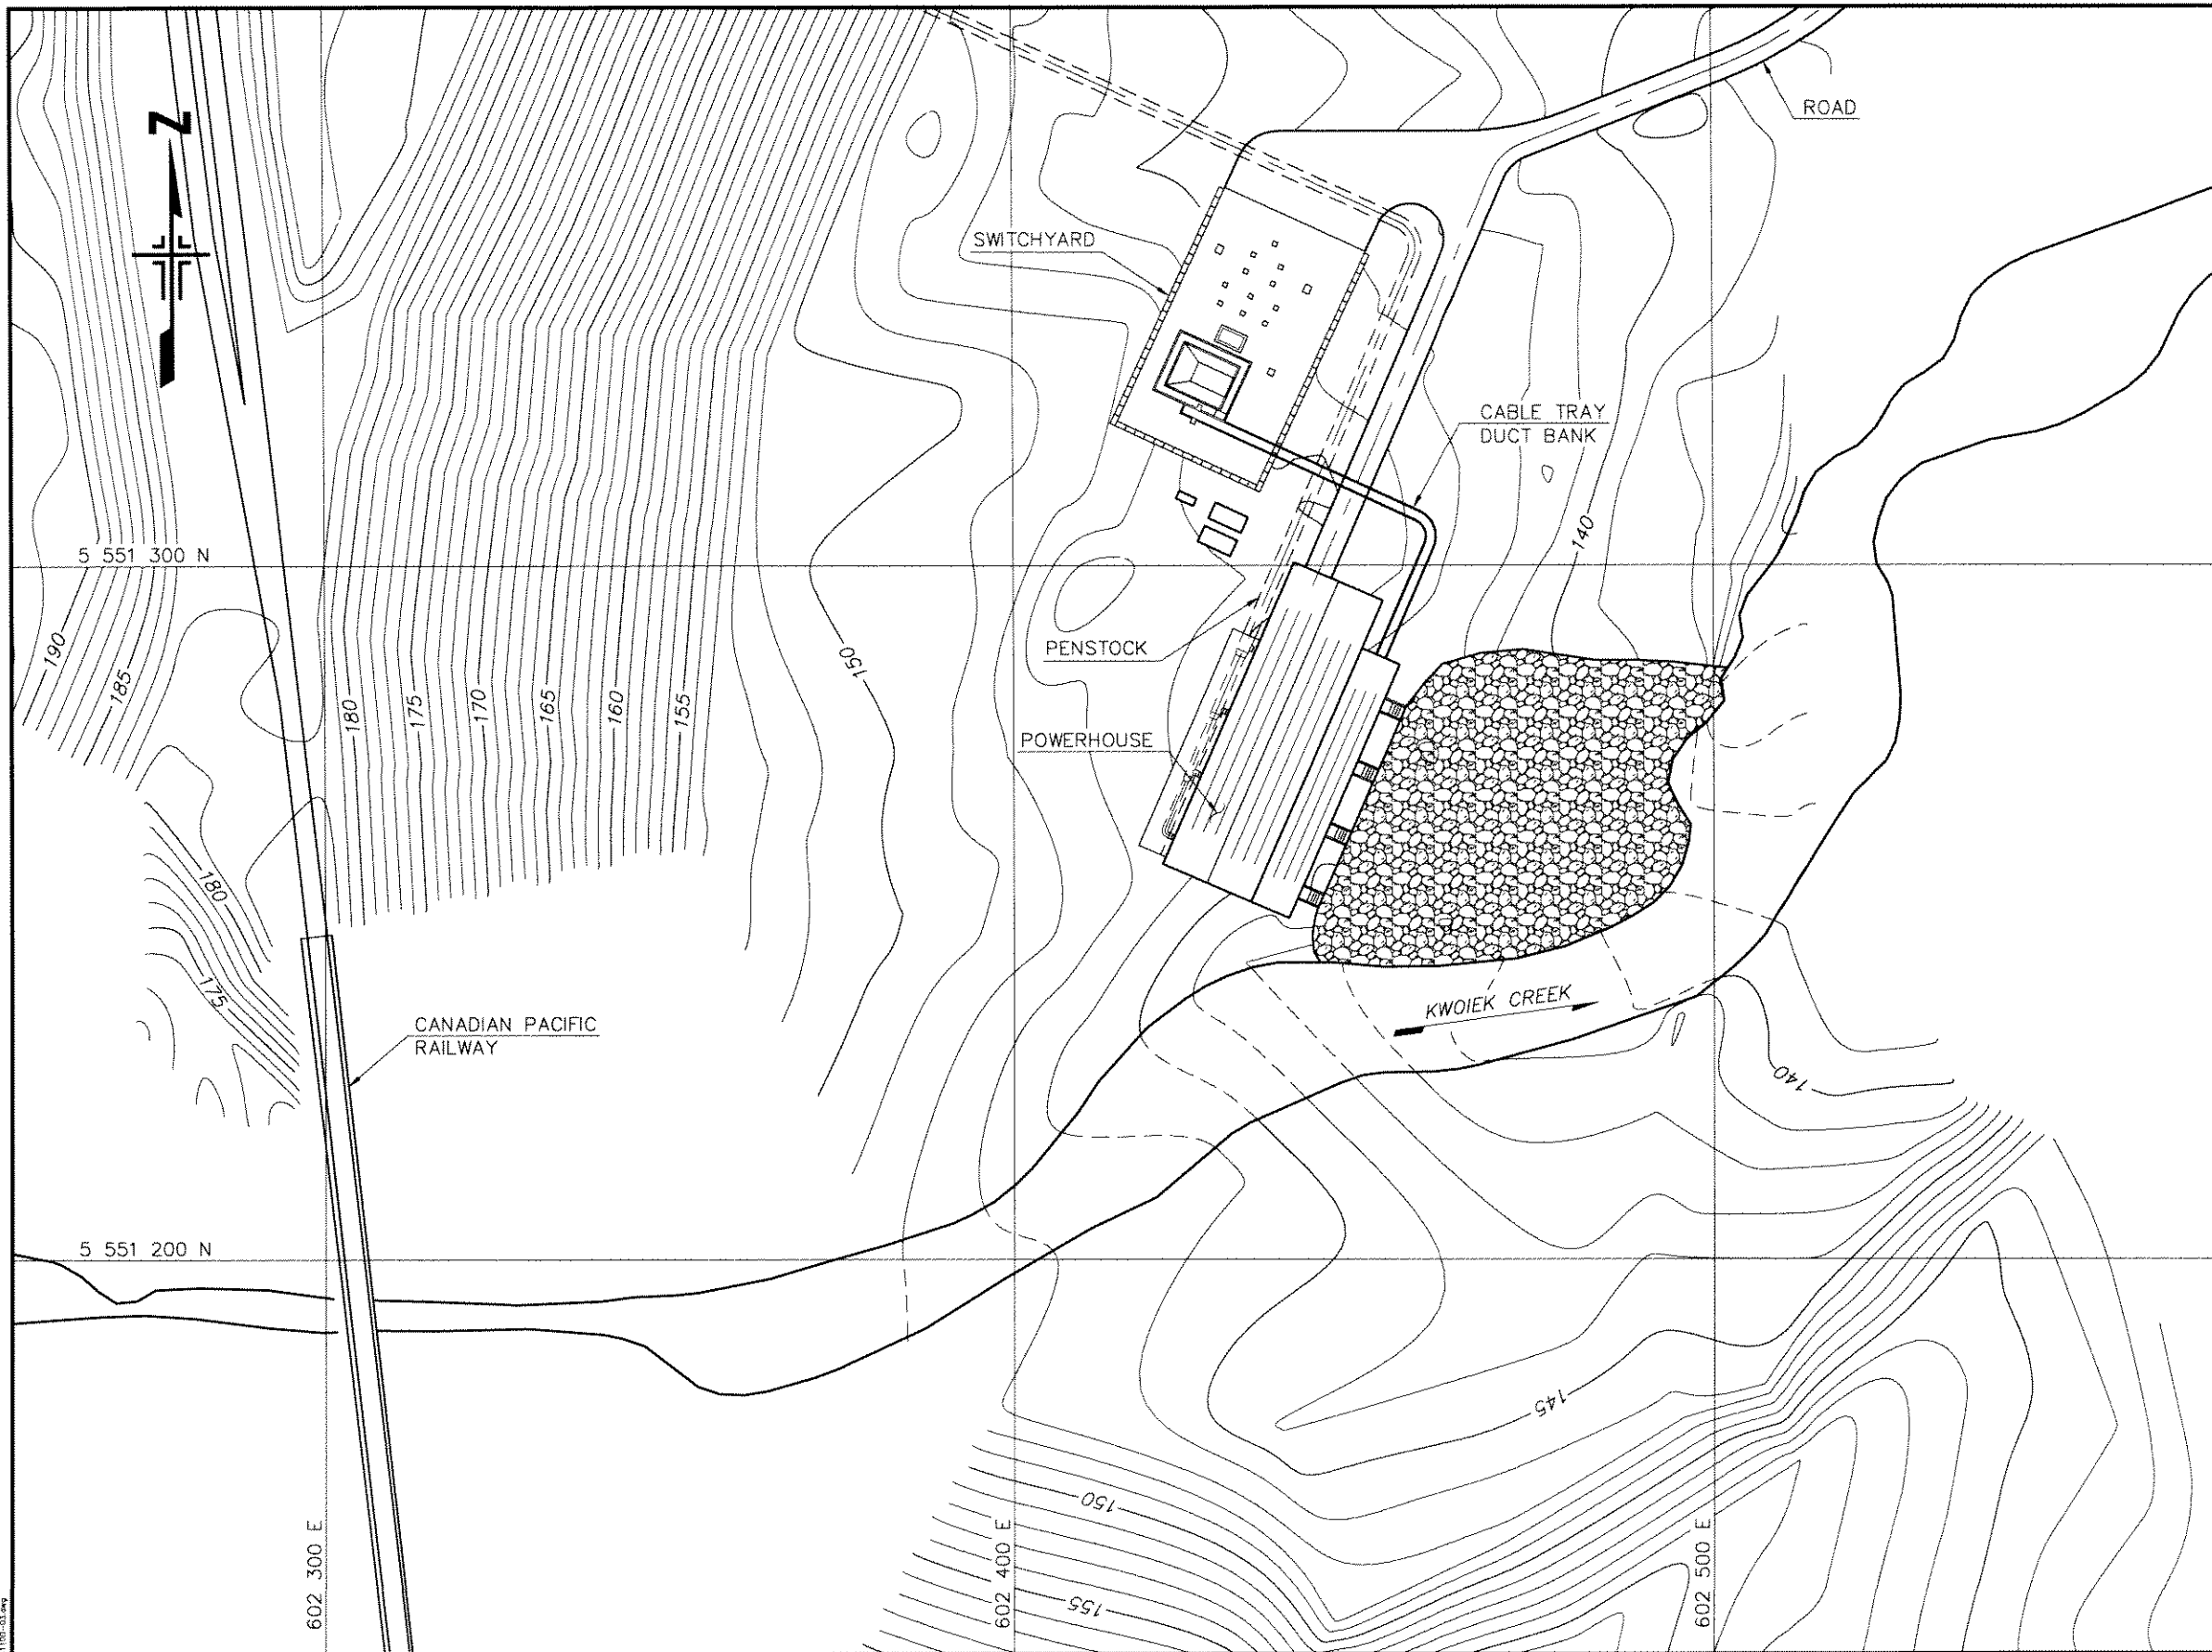 N
ROAD
SWITCHYARD
CABLE TRAY
DUCT BANK
140
5 551 300 N
190
185
180
175
170
165
160
155
150
PENSTOCK
POWERHOUSE
180
175
CANADIAN PACIFIC
RAILWAY
KWOIEK CREEK
140
5 551 200 N
145
150
155
602 300 E
602 400 E
602 500 E